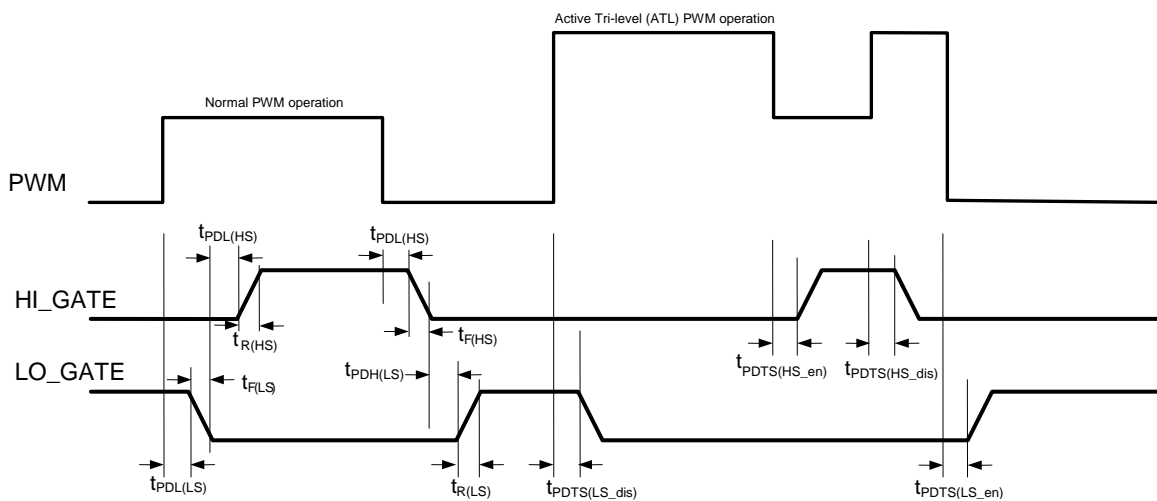 Active Tri-level (ATL) PWM operation
Normal PWM operation
PWM
tPDL(HS)
tPDL(HS)
HI_GATE
tR(HS)
tF(HS)
tPDTS(HS_en)
tPDTS(HS_dis)
LO_GATE
tF(LS)
tPDH(LS)
tPDL(LS)
tR(LS)
tPDTS(LS_dis)
tPDTS(LS_en)